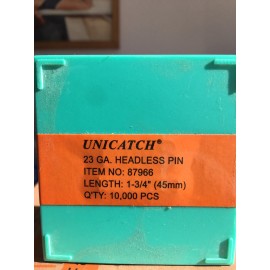 UNICATCH®
23 GA. HEADLESS PIN
ITEM NO: 87966
LENGTH: 1-3/4" (45mm)
Q'TY: 10,000 PCS